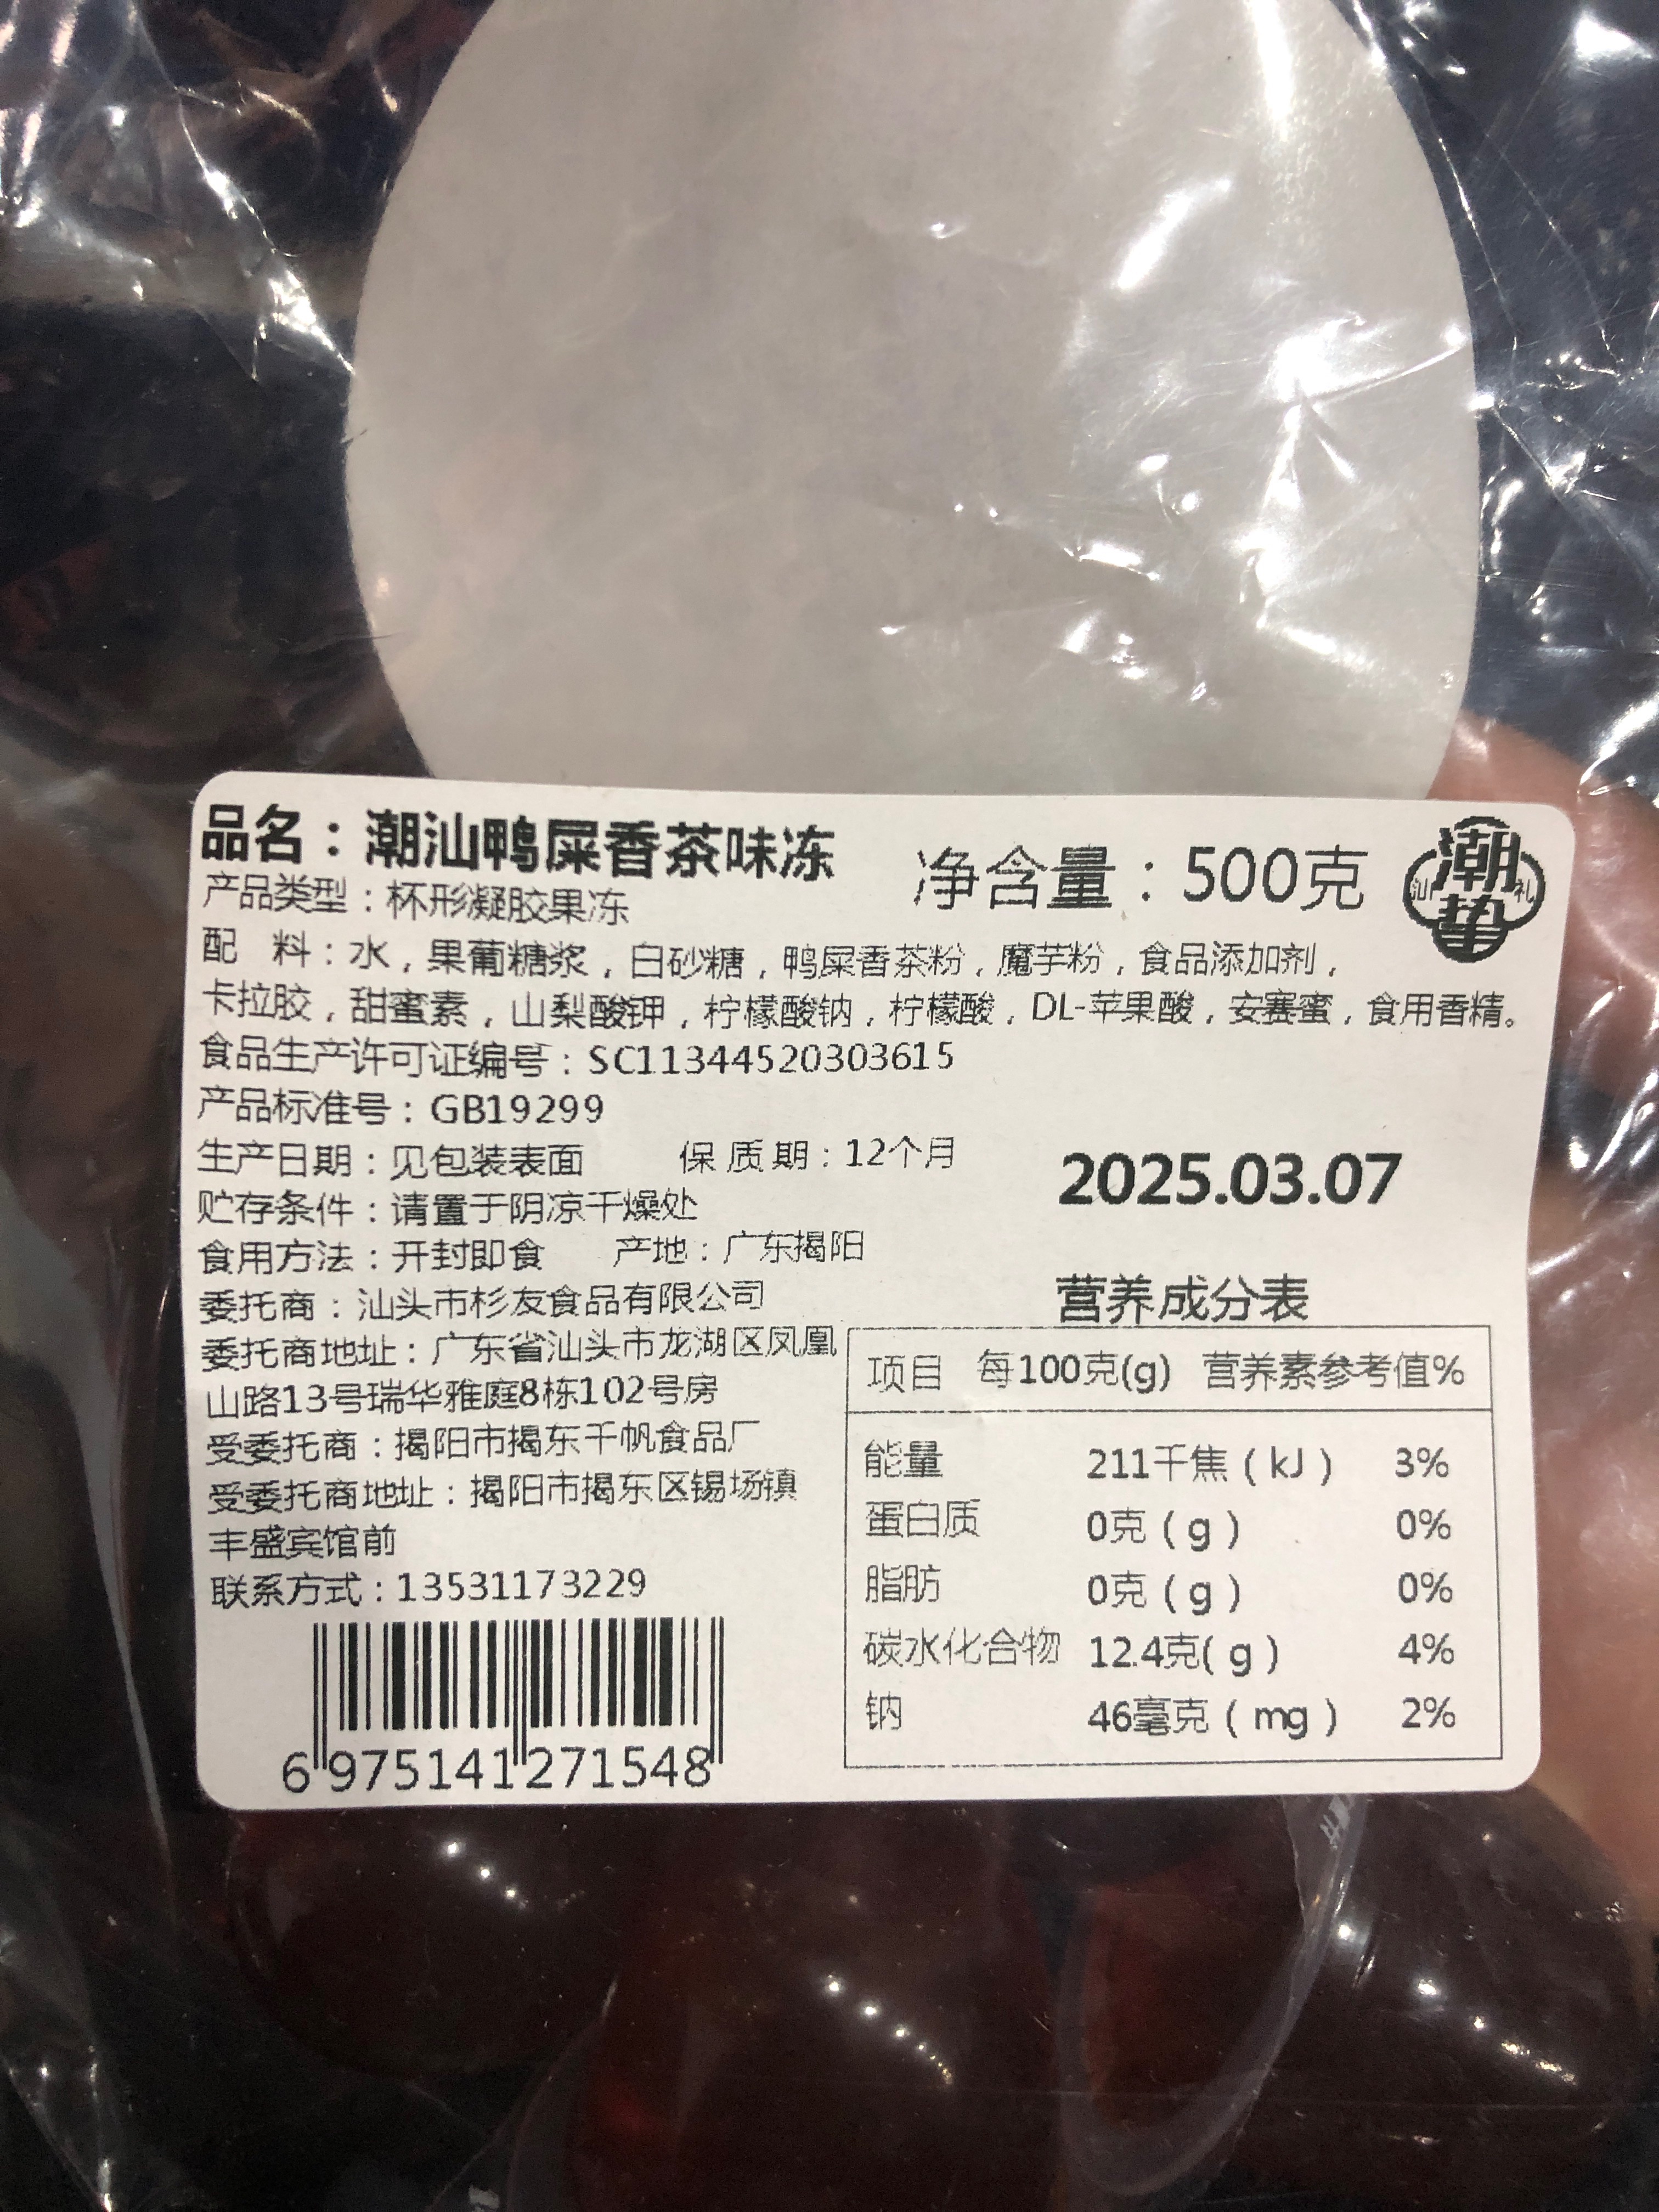 品名：潮汕鸭屎香茶味冻
净含量：500克
潮
汕 礼
产品类型：杯形凝胶果冻
配 料：水，果葡糖浆，白砂糖，鸭屎香茶粉，魔芋粉，食品添加剂，
卡拉胶，甜蜜素，山梨酸钾，柠檬酸钠，柠檬酸，DL-苹果酸，安赛蜜，食用香精。
食品生产许可证编号：SC11344520303615
产品标准号：GB19299
生产日期：见包装表面 保 质 期：12个月
2025.03.07
贮存条件：请置于阴凉干燥处
食用方法：开封即食 产地：广东揭阳
委托商：汕头市杉友食品有限公司
委托商地址：广东省汕头市龙湖区凤凰
山路13号瑞华雅庭8栋102号房
受委托商：揭阳市揭东千帆食品厂
受委托商地址：揭阳市揭东区锡场镇
丰盛宾馆前
联系方式：13531173229
6 975141 271548
营养成分表
项目 每100克(g) 营养素参考值%
能量 211千焦（kJ） 3%
蛋白质 0克（g） 0%
脂肪 0克（g） 0%
碳水化合物 12.4克(g） 4%
钠 46毫克（mg） 2%